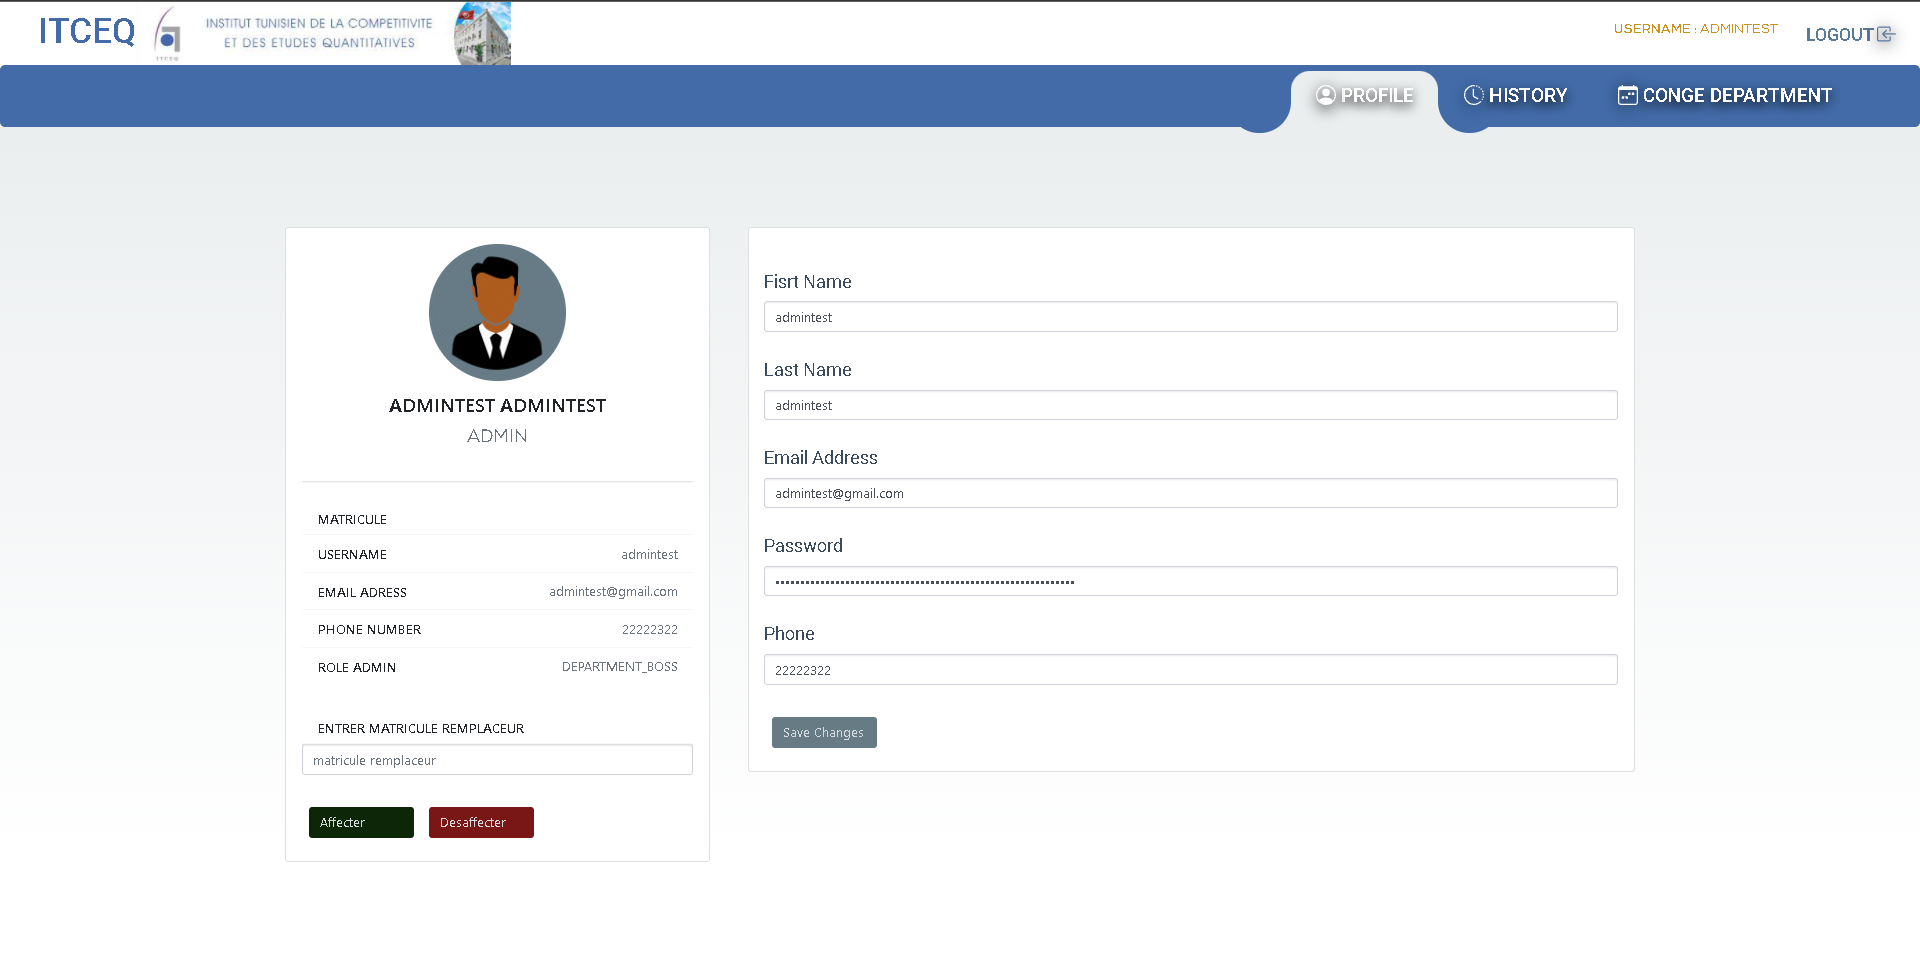 ITCEQ
INSTITUT TUNISIEN DE LA COMPETITIVITE
ET DES ETUDES QUANTITATIVES
ITCEQ
USERNAME : ADMINTEST
LOGOUT
PROFILE
HISTORY
CONGE DEPARTMENT
ADMINTEST ADMINTEST
ADMIN
MATRICULE
USERNAME admintest
EMAIL ADRESS admintest@gmail.com
PHONE NUMBER 22222322
ROLE ADMIN DEPARTMENT_BOSS
ENTRER MATRICULE REMPLACEUR
matricule remplaceur
Affecter
Desaffecter
Fisrt Name
admintest
Last Name
admintest
Email Address
admintest@gmail.com
Password
Phone
22222322
Save Changes